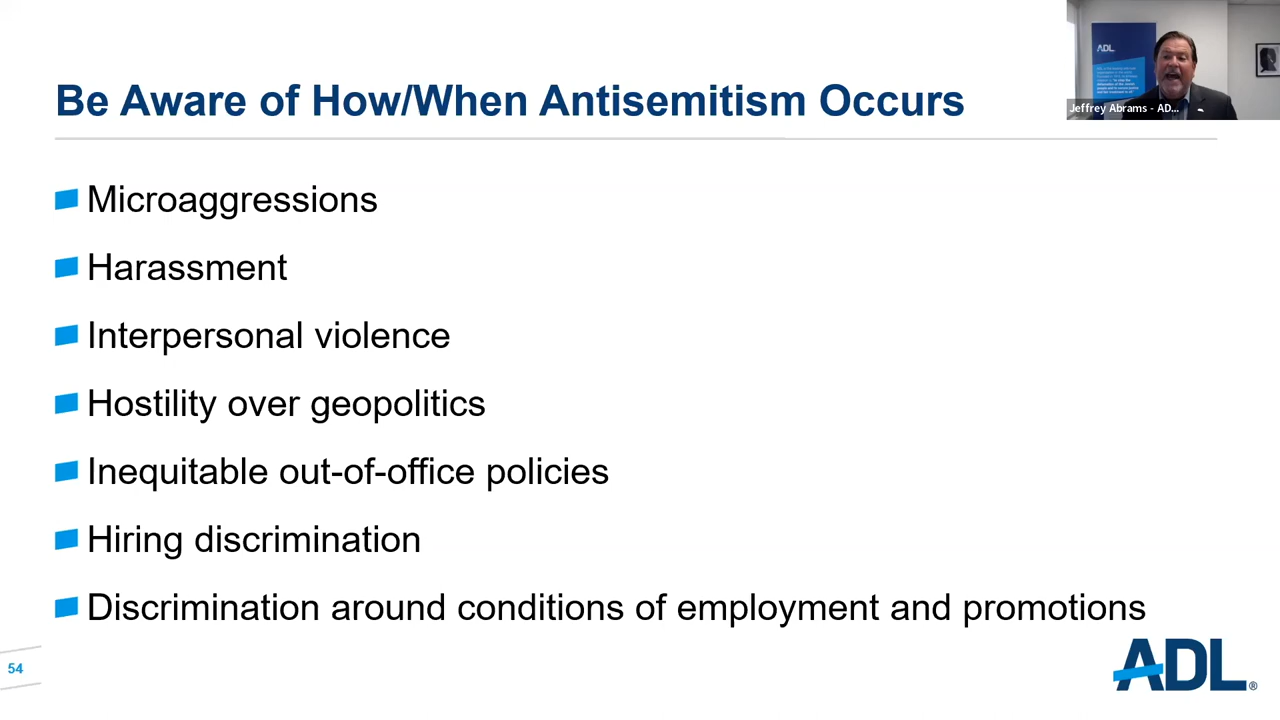 Be Aware of How/When Antisemitism Occurs
ADL
Jeffrey Abrams - AD...
Microaggressions
Harassment
Interpersonal violence
Hostility over geopolitics
Inequitable out-of-office policies
Hiring discrimination
Discrimination around conditions of employment and promotions
54
ADL®